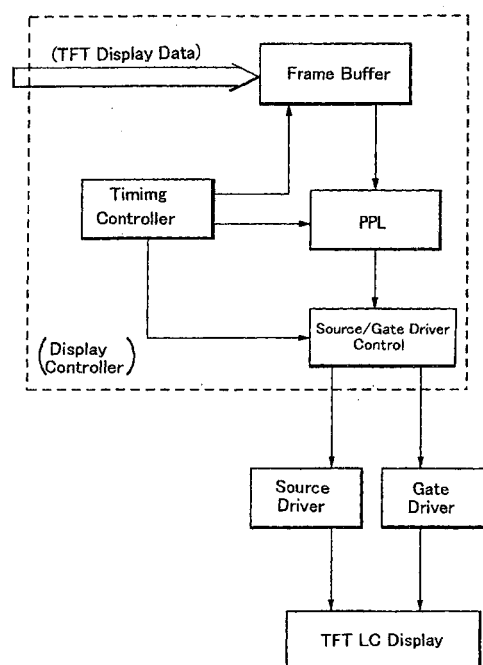 (TFT Display Data)
Frame Buffer
Timimg
Controller
PPL
Source/Gate Driver
Control
(Display
Controller)
Source
Driver
Gate
Driver
TFT LC Display